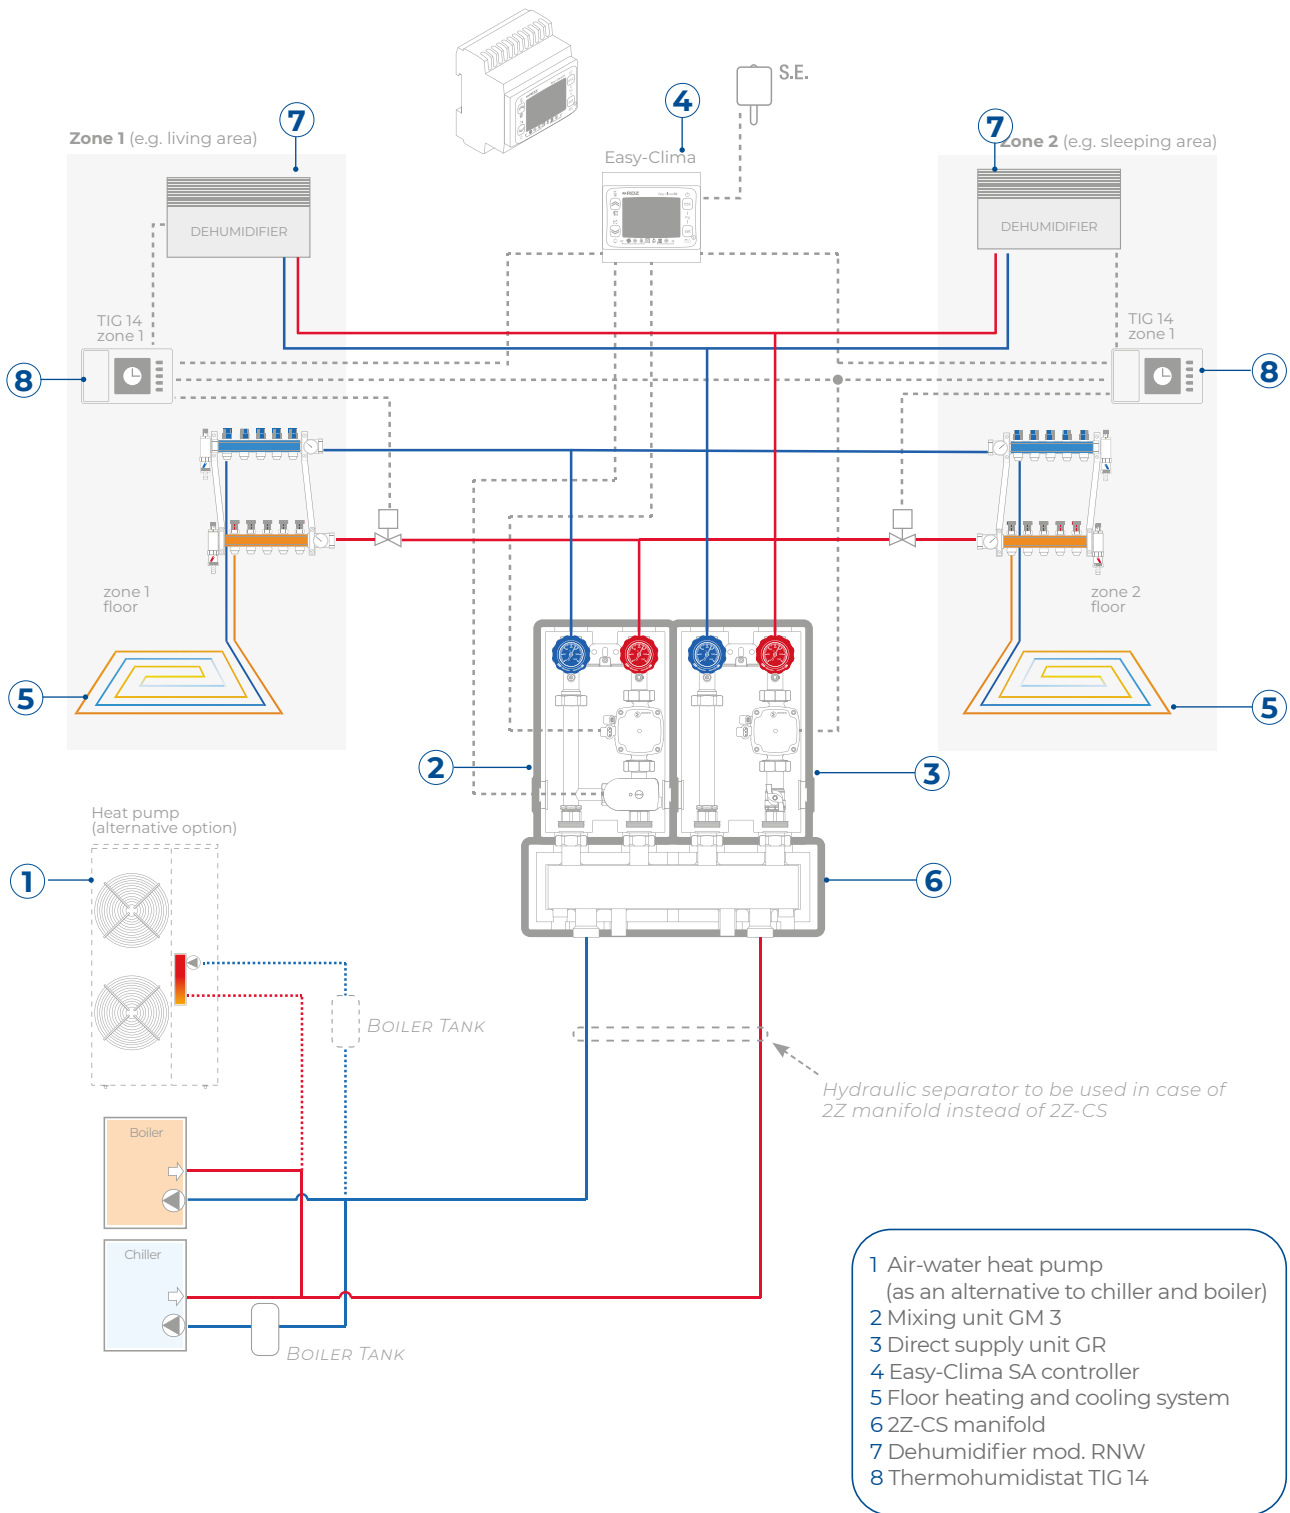 S.E.
4
7
7
Zone 1 (e.g. living area)
Zone 2 (e.g. sleeping area)
Easy-Clima
RDZ
DEHUMIDIFIER
DEHUMIDIFIER
TIG 14
zone 1
TIG 14
zone 1
8
8
zone 1
floor
zone 2
floor
5
5
2
3
Heat pump
(alternative option)
1
6
BOILER TANK
Hydraulic separator to be used in case of
2Z manifold instead of 2Z-CS
Boiler
Chiller
BOILER TANK
1 Air-water heat pump
(as an alternative to chiller and boiler)
2 Mixing unit GM 3
3 Direct supply unit GR
4 Easy-Clima SA controller
5 Floor heating and cooling system
6 2Z-CS manifold
7 Dehumidifier mod. RNW
8 Thermohumidistat TIG 14